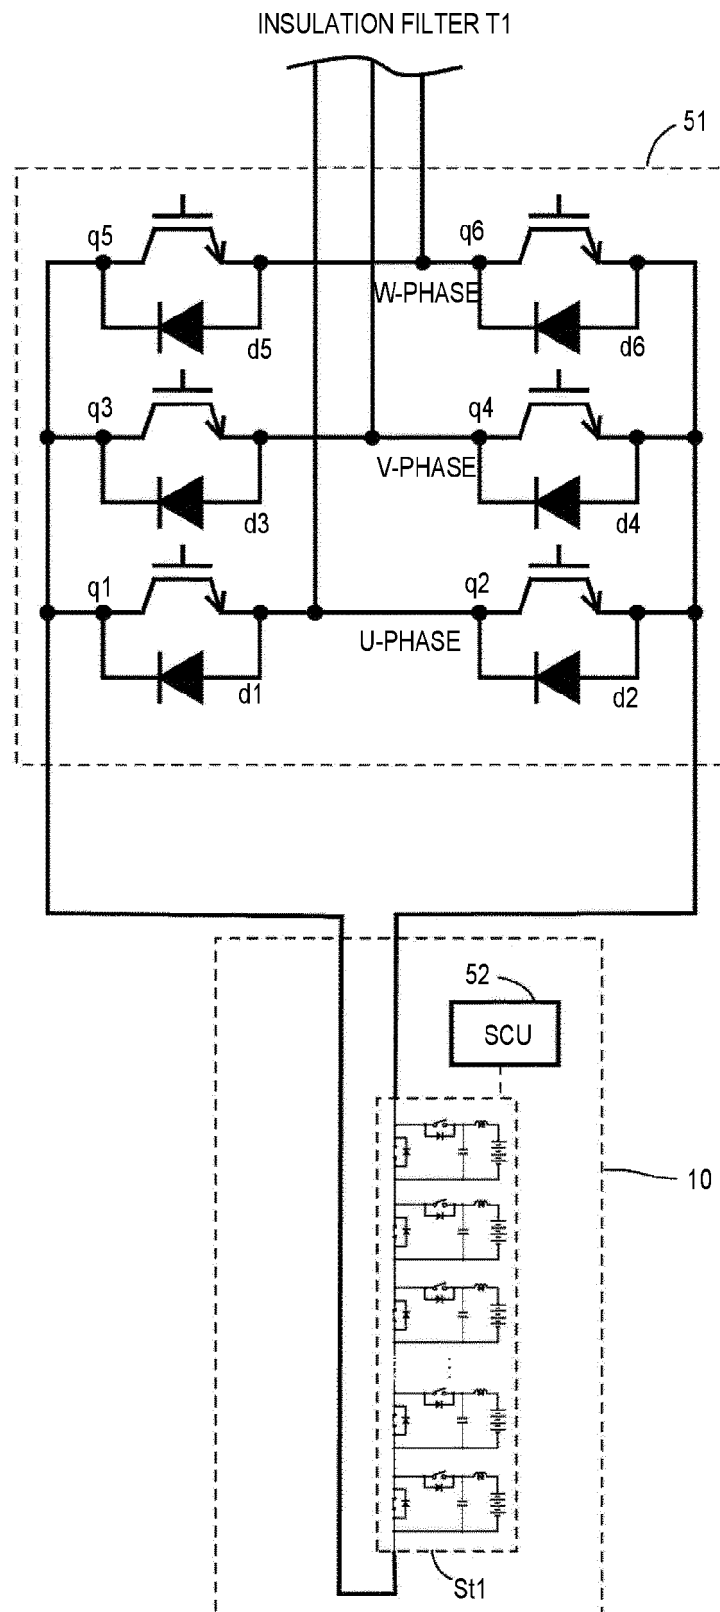 INSULATION FILTER T1
51
q5
q6
W-PHASE
d5
d6
q3
q4
V-PHASE
d3
d4
q1
q2
U-PHASE
d1
d2
52
SCU
10
St1